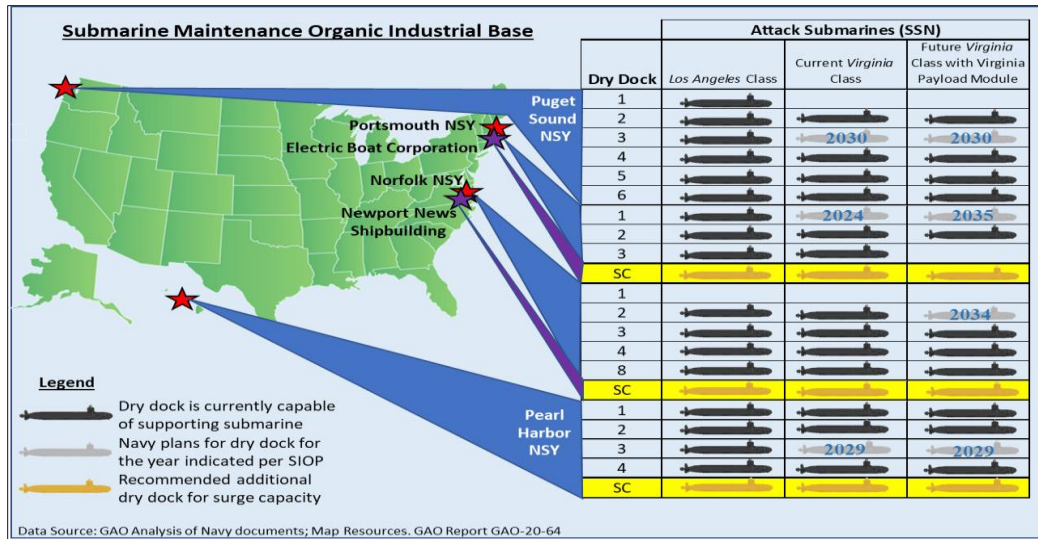 Submarine Maintenance Organic Industrial Base
Portsmouth NSY
Electric Boat Corporation
Norfolk NSY
Newport News
Shipbuilding
Puget
Sound
NSY
Pearl
Harbor
NSY
Legend
Dry dock is currently capable
of supporting submarine
Navy plans for dry dock for
the year indicated per SIOP
Recommended additional
dry dock for surge capacity
Data Source: GAO Analysis of Navy documents; Map Resources. GAO Report GAO-20-64
Attack Submarines (SSN)
Dry Dock
Los Angeles Class
Current Virginia
Class
Future Virginia
Class with Virginia
Payload Module
1
2
3 2030 2030
4
5
6
1 2024 2035
2
3
SC
1
2 2034
3
4
8
SC
1
2
3 2029 2029
4
SC